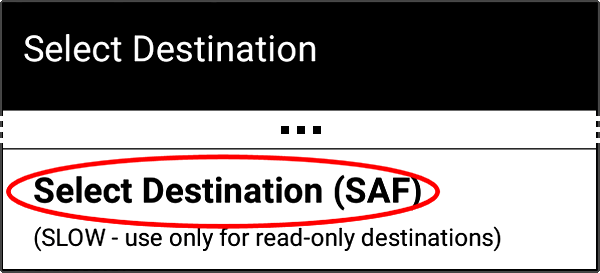 Select Destination
...
Select Destination (SAF)
(SLOW - use only for read-only destinations)